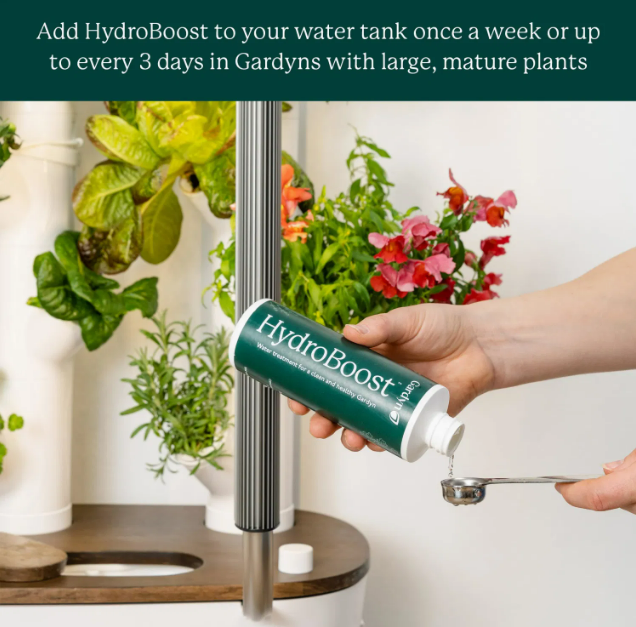 Add HydroBoost to your water tank once a week or up
to every 3 days in Gardyns with large, mature plants
HydroBoost™
Water treatment for a clean and healthy Gardyn
Gardyn